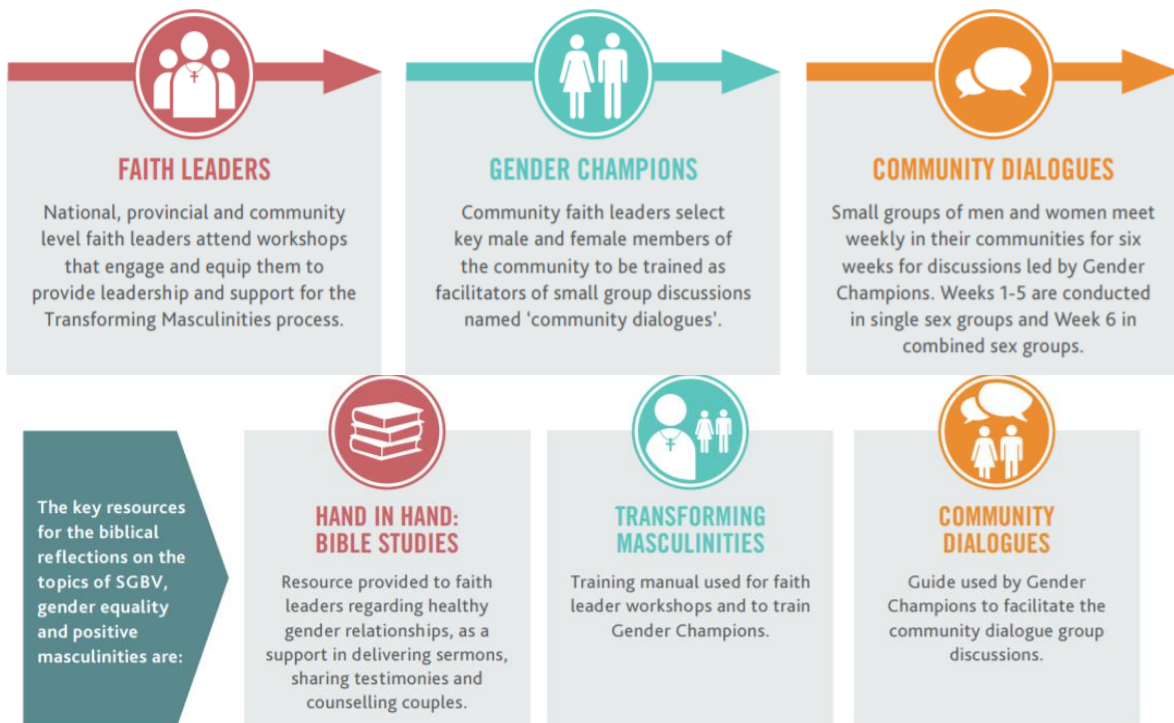 FAITH LEADERS
National, provincial and community
level faith leaders attend workshops
that engage and equip them to
provide leadership and support for the
Transforming Masculinities process.
GENDER CHAMPIONS
Community faith leaders select
key male and female members of
the community to be trained as
facilitators of small group discussions
named ‘community dialogues’.
COMMUNITY DIALOGUES
Small groups of men and women meet
weekly in their communities for six
weeks for discussions led by Gender
Champions. Weeks 1-5 are conducted
in single sex groups and Week 6 in
combined sex groups.
The key resources
for the biblical
reflections on the
topics of SGBV,
gender equality
and positive
masculinities are:
HAND IN HAND:
BIBLE STUDIES
Resource provided to faith
leaders regarding healthy
gender relationships, as a
support in delivering sermons,
sharing testimonies and
counselling couples.
TRANSFORMING
MASCULINITIES
Training manual used for faith
leader workshops and to train
Gender Champions.
COMMUNITY
DIALOGUES
Guide used by Gender
Champions to facilitate the
community dialogue group
discussions.